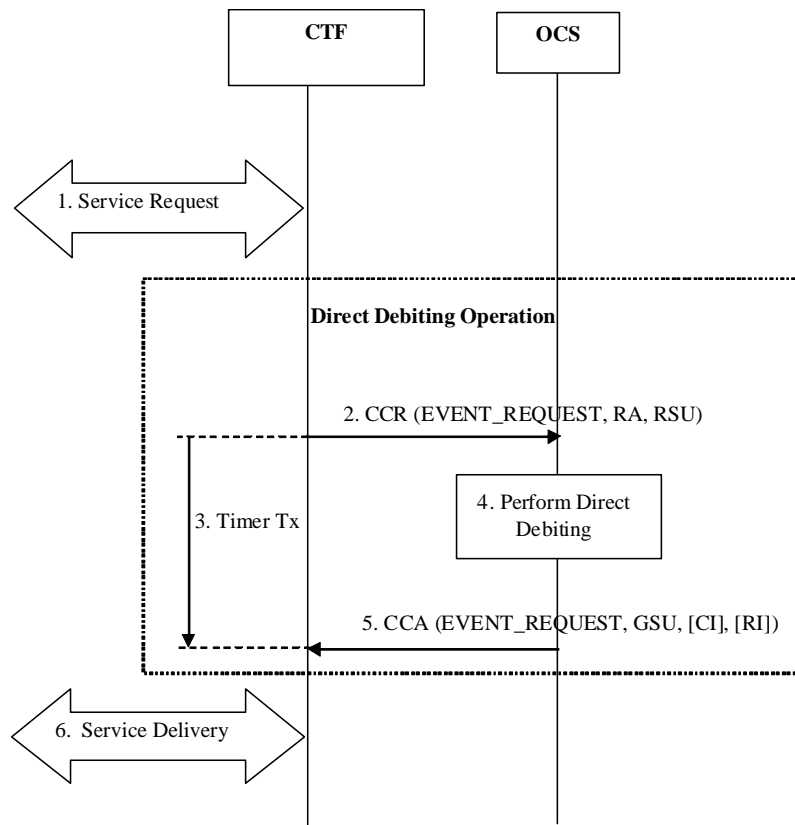 CTF
OCS
1. Service Request
Direct Debiting Operation
2. CCR (EVENT_REQUEST, RA, RSU)
3. Timer Tx
4. Perform Direct
Debiting
5. CCA (EVENT_REQUEST, GSU, [CI], [RI])
6. Service Delivery